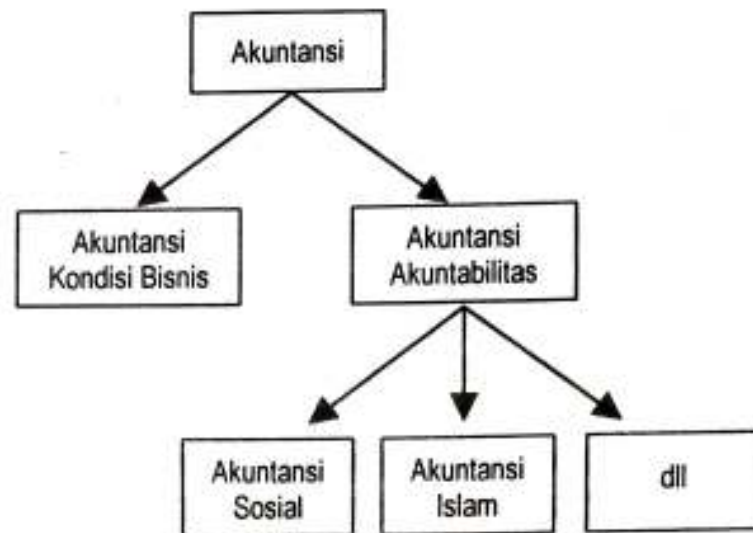 Akuntansi
Akuntansi
Kondisi Bisnis
Akuntansi
Akuntabilitas
Akuntansi
Sosial
Akuntansi
Islam
dll